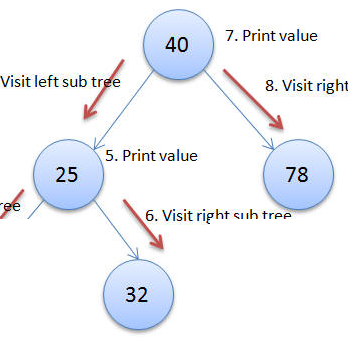 40
7. Print value
Visit left sub tree
8. Visit right
5. Print value
25
78
ree
6. Visit right sub tree
32